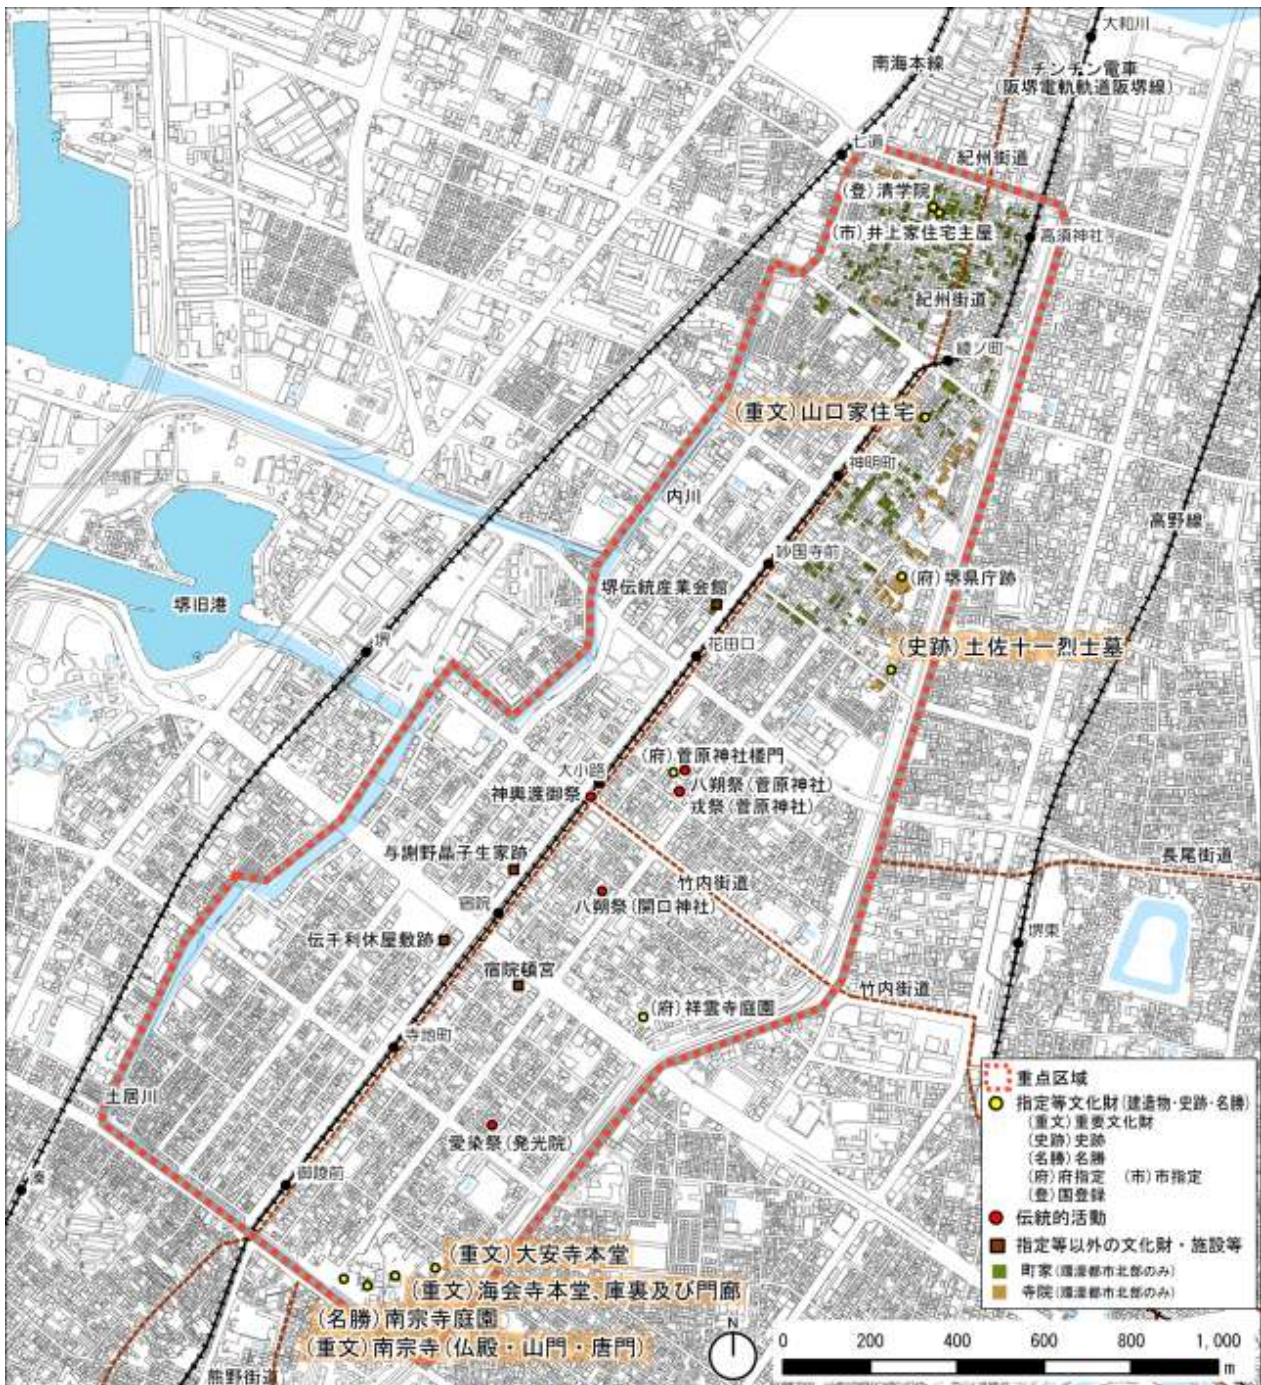 大和川
南海本線
チンチン電車
(阪堺電軌軌道阪堺線)
七道
紀州街道
(登)清学院
(市)井上家住宅主屋
高須神社
紀州街道
綾ノ町
(重文)山口家住宅
神明町
内川
高野線
妙国寺前
(府)堺県庁跡
堺伝統産業会館
堺旧港
堺
花田口
(史跡)土佐十一烈士墓
(府)菅原神社楼門
大小路
八朔祭(菅原神社)
神輿渡御祭
戎祭(菅原神社)
与謝野晶子生家跡
長尾街道
竹内街道
八朔祭(開口神社)
宿院
伝千利休屋敷跡
堺東
宿院頓宮
竹内街道
(府)祥雲寺庭園
寺地町
土居川
愛染祭(発光院)
湊
御陵前
(重文)大安寺本堂
(重文)海会寺本堂、庫裏及び門廊
(名勝)南宗寺庭園
(重文)南宗寺(仏殿・山門・唐門)
熊野街道
重点区域
指定等文化財(建造物・史跡・名勝)
(重文)重要文化財
(史跡)史跡
(名勝)名勝
(府)府指定 (市)市指定
(登)国登録
伝統的活動
指定等以外の文化財・施設等
町家(環濠都市北部のみ)
寺院(環濠都市北部のみ)
N
0 200 400 600 800 1,000
m